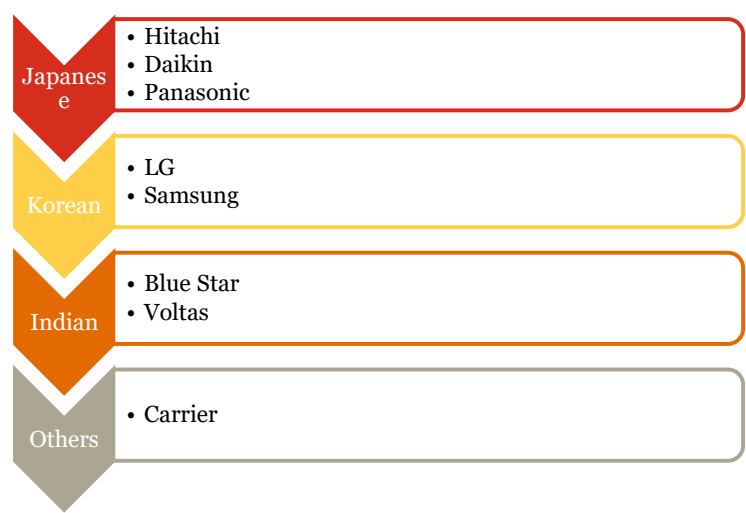 Japanes
e
• Hitachi
• Daikin
• Panasonic
Korean
• LG
• Samsung
Indian
• Blue Star
• Voltas
Others
• Carrier